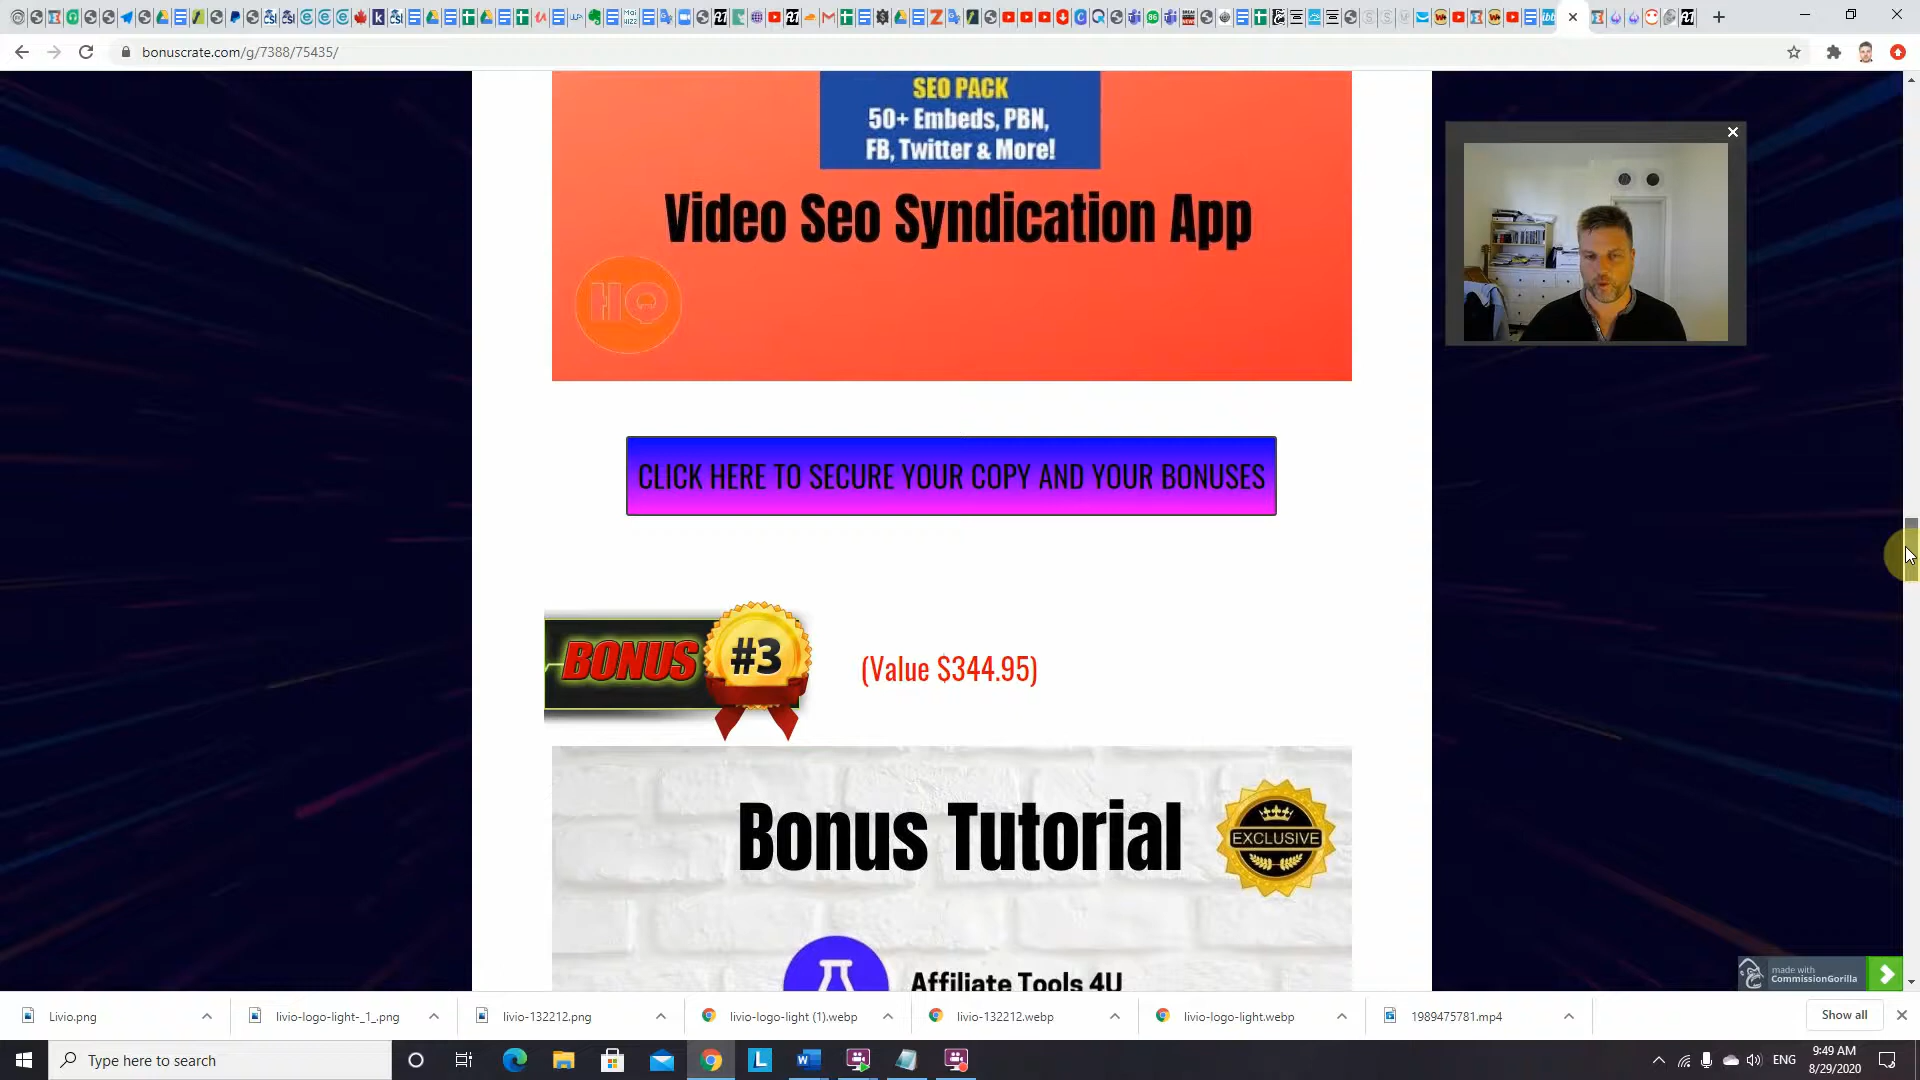 bonuscrate.com/g/7388/75435/
SEO PACK
50+ Embeds, PBN,
FB, Twitter & More!
Video Seo Syndication App
HQ
CLICK HERE TO SECURE YOUR COPY AND YOUR BONUSES
BONUS #3
(Value $344.95)
Bonus Tutorial
EXCLUSIVE
Affiliate Tools 4U
made with
CommissionGorilla
Livio.png
livio-logo-light-_1_.png
livio-132212.png
livio-logo-light (1).webp
livio-132212.webp
livio-logo-light.webp
1989475781.mp4
Show all
Type here to search
ENG
9:49 AM
8/29/2020